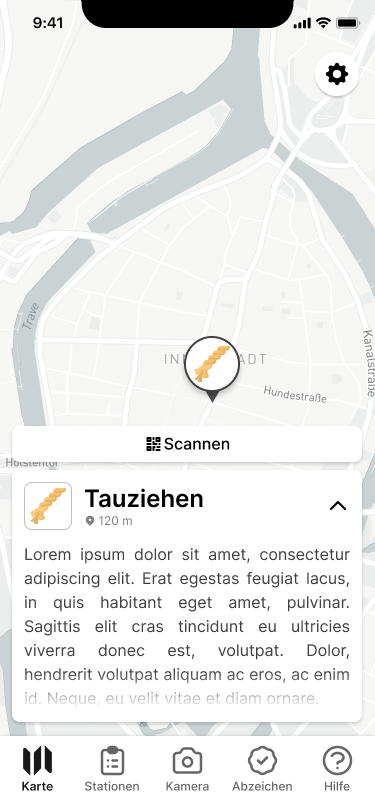 9:41
Trave
Kanalstraße
Hundestraße
Holstentor
Scannen
Tauziehen
120 m
Lorem ipsum dolor sit amet, consectetur
adipiscing elit. Erat egestas feugiat lacus,
in quis habitant eget amet, pulvinar.
Sagittis elit cras tincidunt eu ultricies
viverra donec est, volutpat. Dolor,
hendrerit volutpat aliquam ac eros, ac enim
id. Neque, eu velit vitae et diam ornare.
Karte
Stationen
Kamera
Abzeichen
Hilfe